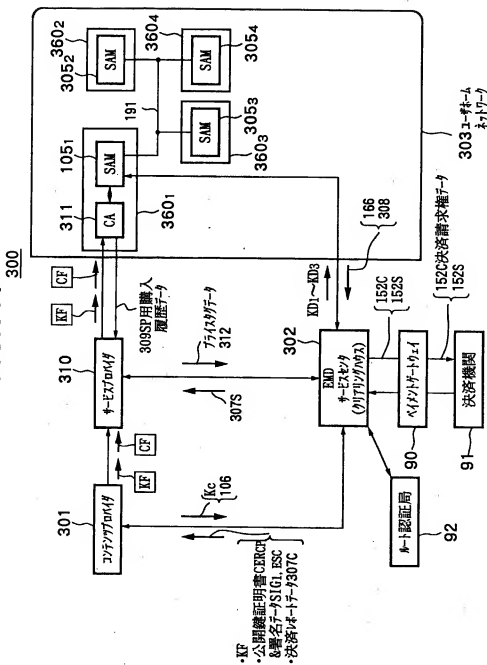 300
301
コンテンツプロバイダ
KF
CF
310
サービスプロバイダ
KF
CF
309SP用購入
履歴データ
311
CA
1051
SAM
3601
191
3602
3052
SAM
3604
SAM
3054
SAM
3053
3603
303 ユーザホーム
ネットワーク
プライスタグデータ
312
307S
Kc
106
・KF
・公開鍵証明書CERCP
&署名データSIG1,ESC
・決済レポートデータ307C
302
EMD
サービスセンタ
(クリアリングハウス)
KD1~KD3
166
308
152C
152S
152C決済請求権データ
152S
ペイメントゲートウェイ
90
決済機関
91
ルート認証局
92